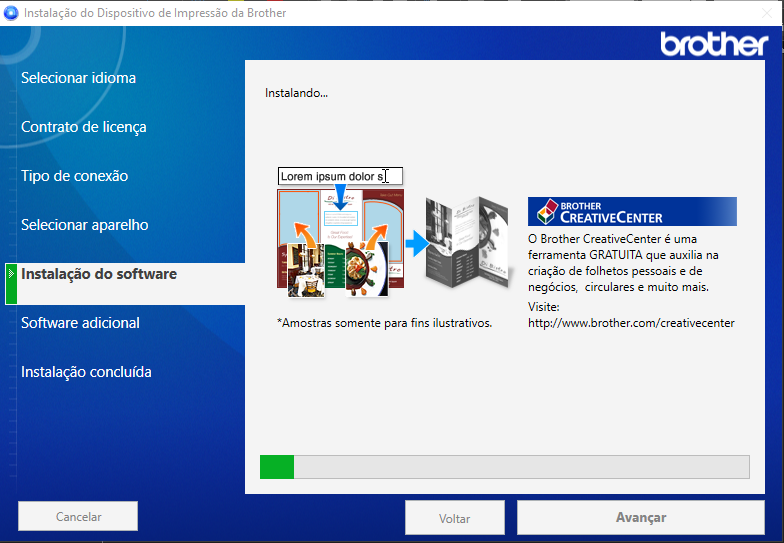 Instalação do Dispositivo de Impressão da Brother
brother
Selecionar idioma
Contrato de licença
Tipo de conexão
Selecionar aparelho
Instalação do software
Software adicional
Instalação concluída
Instalando...
Lorem ipsum dolor s
*Amostras somente para fins ilustrativos.
BROTHER
CREATIVECENTER
O Brother CreativeCenter é uma
ferramenta GRATUITA que auxilia na
criação de folhetos pessoais e de
negócios, circulares e muito mais.
Visite:
http://www.brother.com/creativecenter
Cancelar
Voltar
Avançar